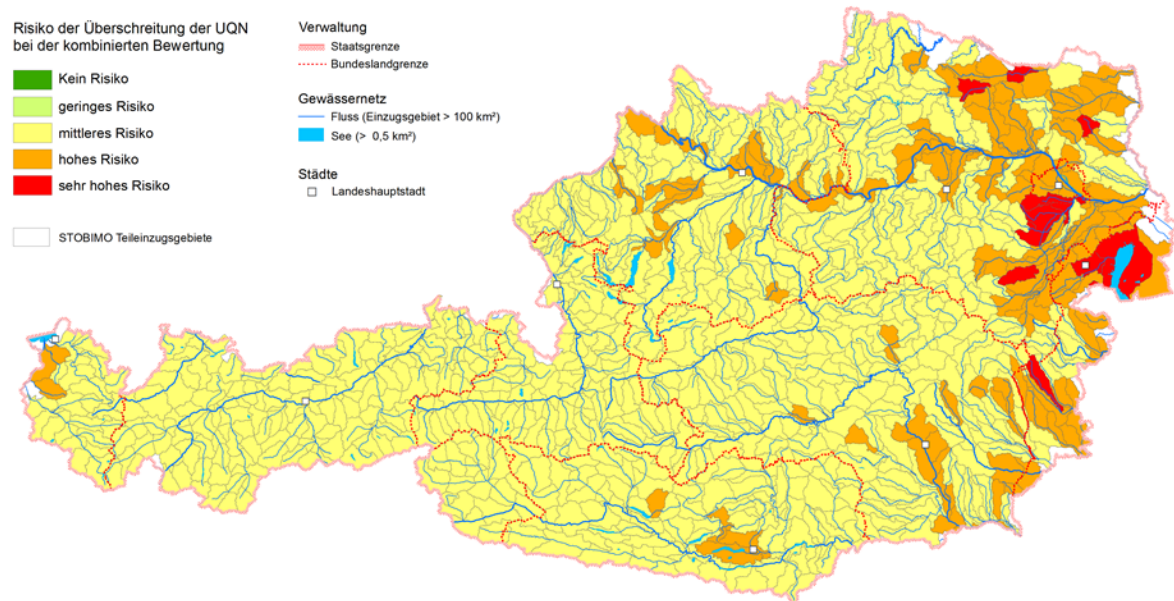 Risiko der Überschreitung der UQN
bei der kombinierten Bewertung
Kein Risiko
geringes Risiko
mittleres Risiko
hohes Risiko
sehr hohes Risiko
STOBIMO Teileinzugsgebiete
Verwaltung
Staatsgrenze
Bundeslandgrenze
Gewässernetz
Fluss (Einzugsgebiet > 100 km²)
See (> 0,5 km²)
Städte
Landeshauptstadt